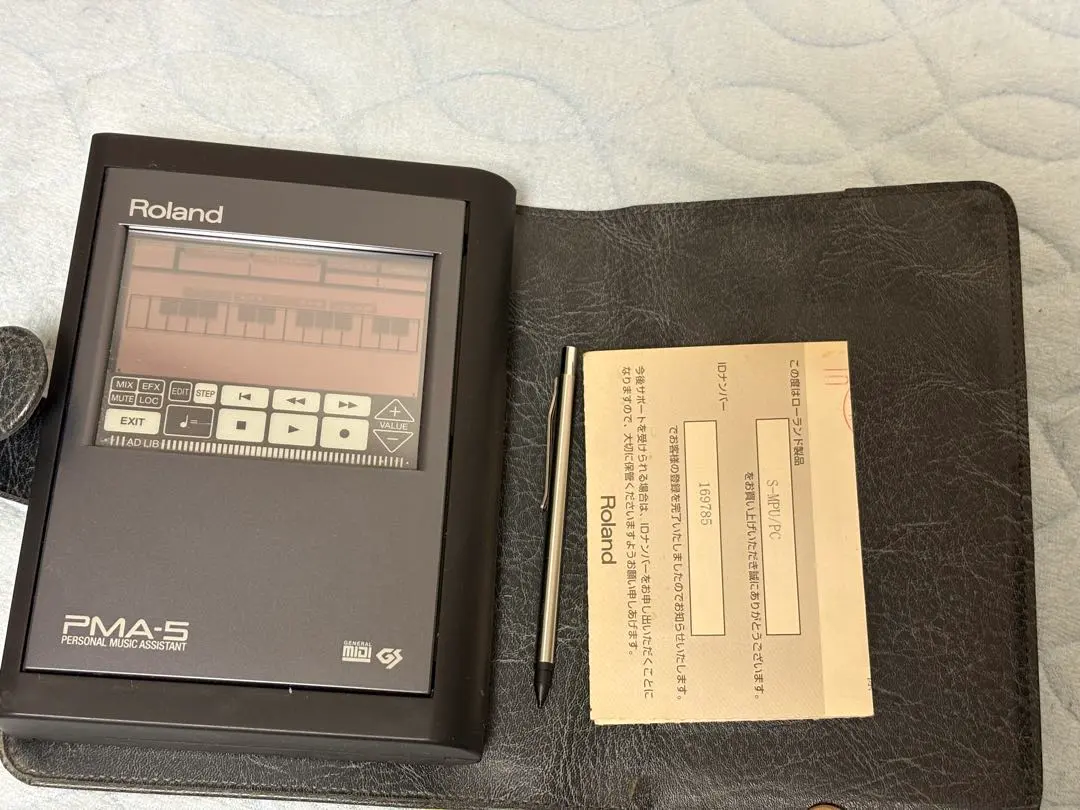 Roland
MIX
EFX
EDIT
STEP
MUTE
LOC
EXIT
VALUE
AD LIB
PMA-5
PERSONAL MUSIC ASSISTANT
GENERAL
MIDI
GS
この度はローランド製品
S-MPU/PC
をお買い上げいただき誠にありがとうございます。
IDナンバー
169785
でお客様の登録を完了いたしましたのでお知らせいたします。
今後サポートを受けられる場合は、IDナンバーをお申し出いただくことに
なりますので、大切に保管くださいますようお願い申しあげます。
Roland